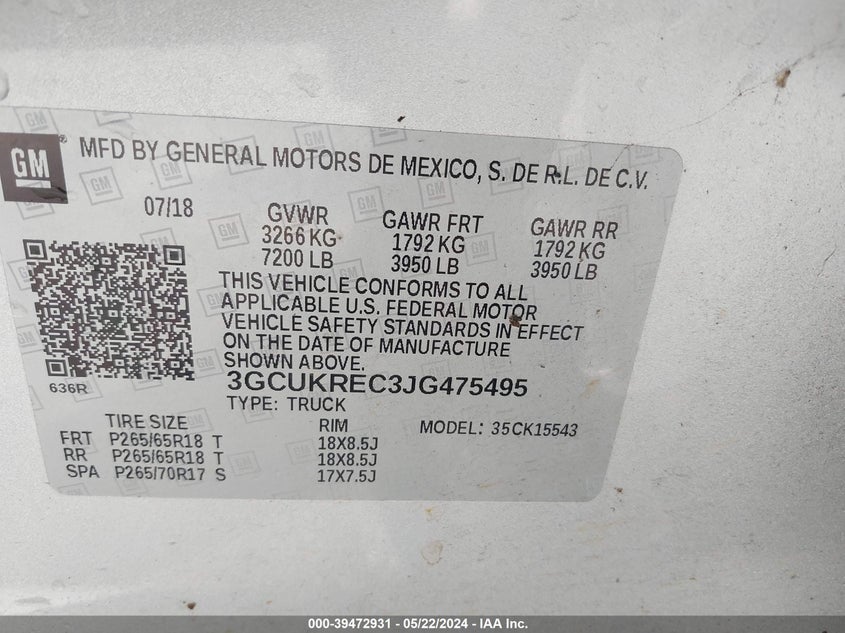 GM
MFD BY GENERAL MOTORS DE MEXICO, S. DE R.L. DE C.V.
07/18 GVWR GAWR FRT GAWR RR
3266 KG 1792 KG 1792 KG
7200 LB 3950 LB 3950 LB
THIS VEHICLE CONFORMS TO ALL
APPLICABLE U.S. FEDERAL MOTOR
VEHICLE SAFETY STANDARDS IN EFFECT
ON THE DATE OF MANUFACTURE
SHOWN ABOVE.
636R 3GCUKREC3JG475495
TYPE: TRUCK
TIRE SIZE RIM MODEL: 35CK15543
FRT P265/65R18 T 18X8.5J
RR P265/65R18 T 18X8.5J
SPA P265/70R17 S 17X7.5J
000-39472931 - 05/22/2024 - IAA Inc.